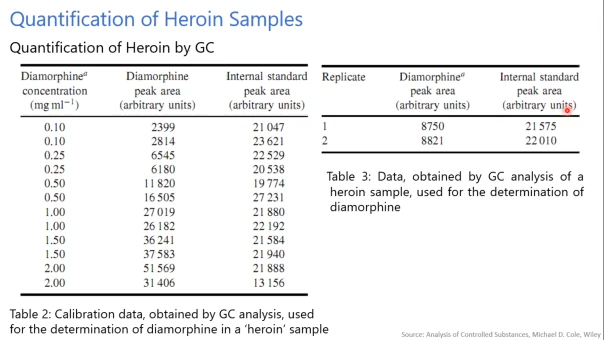 Quantification of Heroin Samples
Quantification of Heroin by GC
Diamorphineᵃ Diamorphine Internal standard
concentration peak area peak area
(mg ml⁻¹) (arbitrary units) (arbitrary units)
0.10 2399 21 047
0.10 2814 23 621
0.25 6545 22 529
0.25 6180 20 538
0.50 11 820 19 774
0.50 16 505 27 231
1.00 27 019 21 880
1.00 26 182 22 192
1.50 36 241 21 584
1.50 37 583 21 940
2.00 51 569 21 888
2.00 31 406 13 156
Table 2: Calibration data, obtained by GC analysis, used
for the determination of diamorphine in a ‘heroin’ sample
Replicate Diamorphineᵃ Internal standard
peak area peak area
(arbitrary units) (arbitrary units)
1 8750 21 575
2 8821 22 010
Table 3: Data, obtained by GC analysis of a
heroin sample, used for the determination of
diamorphine
Source: Analysis of Controlled Substances, Michael D. Cole, Wiley